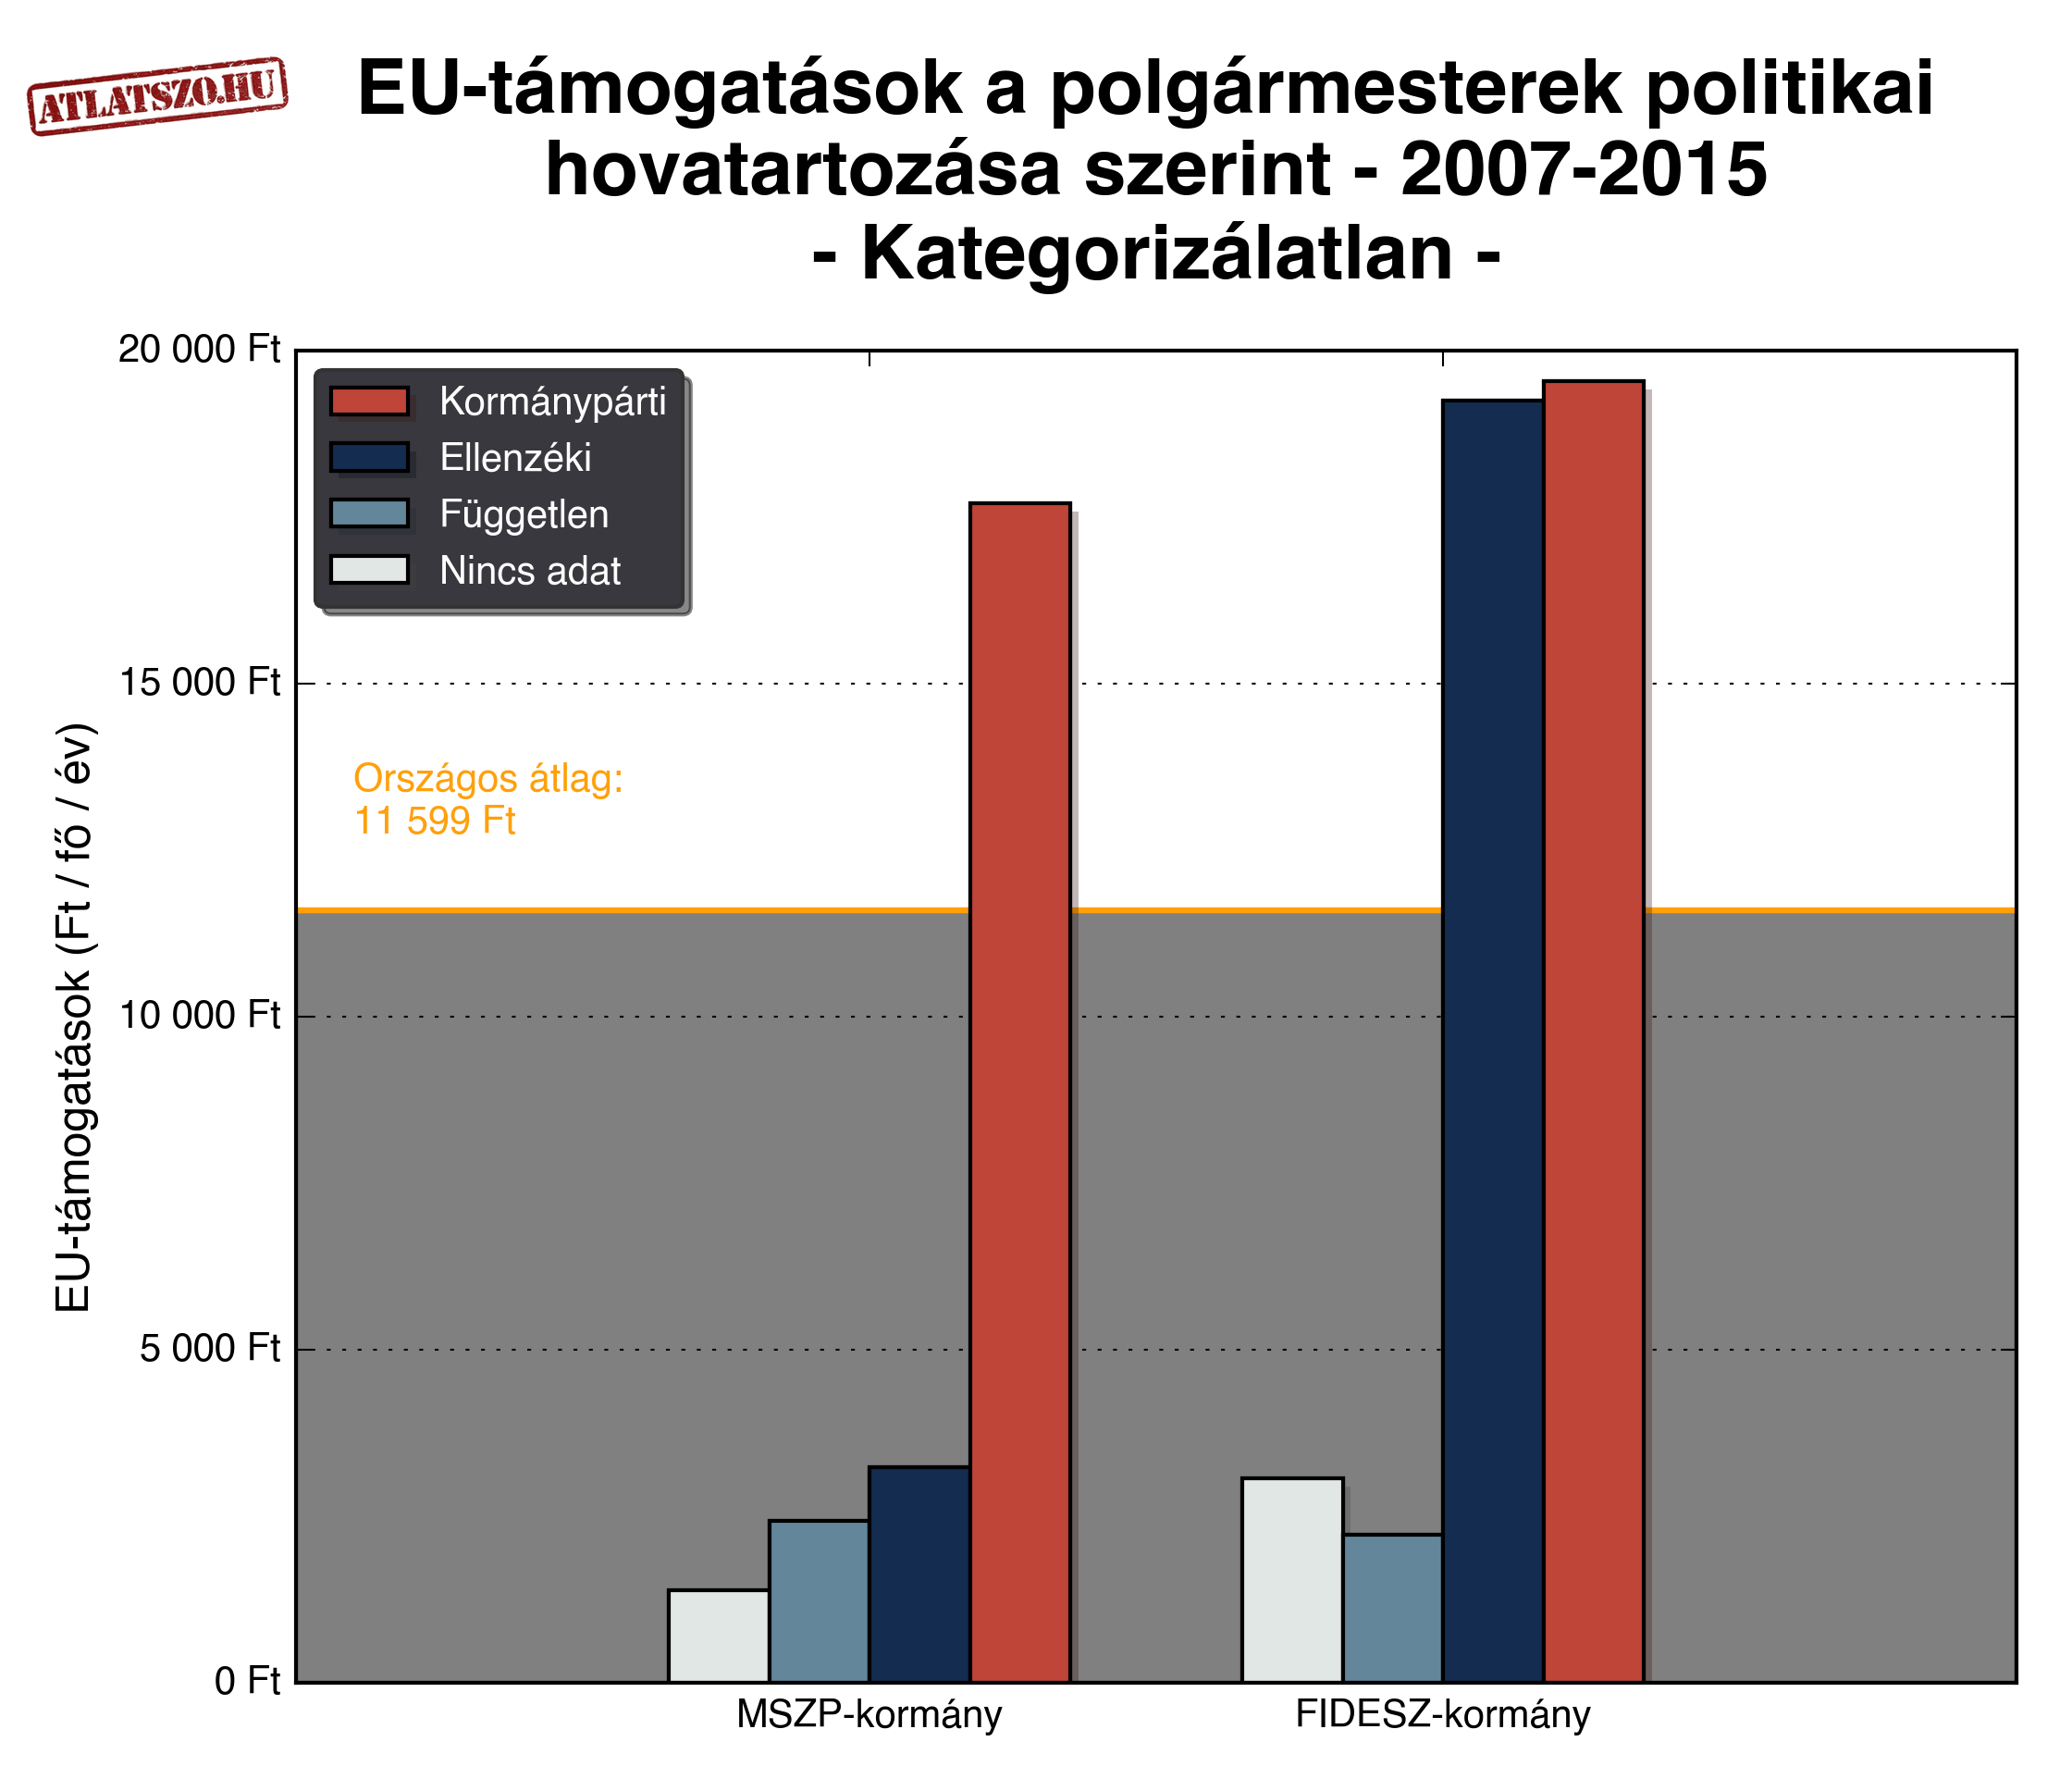 ATLATSZO.HU
EU-támogatások a polgármesterek politikai
hovatartozása szerint - 2007-2015
- Kategorizálatlan -
20 000 Ft
Kormánypárti
Ellenzéki
Független
Nincs adat
15 000 Ft
Országos átlag:
11 599 Ft
10 000 Ft
5 000 Ft
0 Ft
EU-támogatások (Ft / fő / év)
MSZP-kormány
FIDESZ-kormány